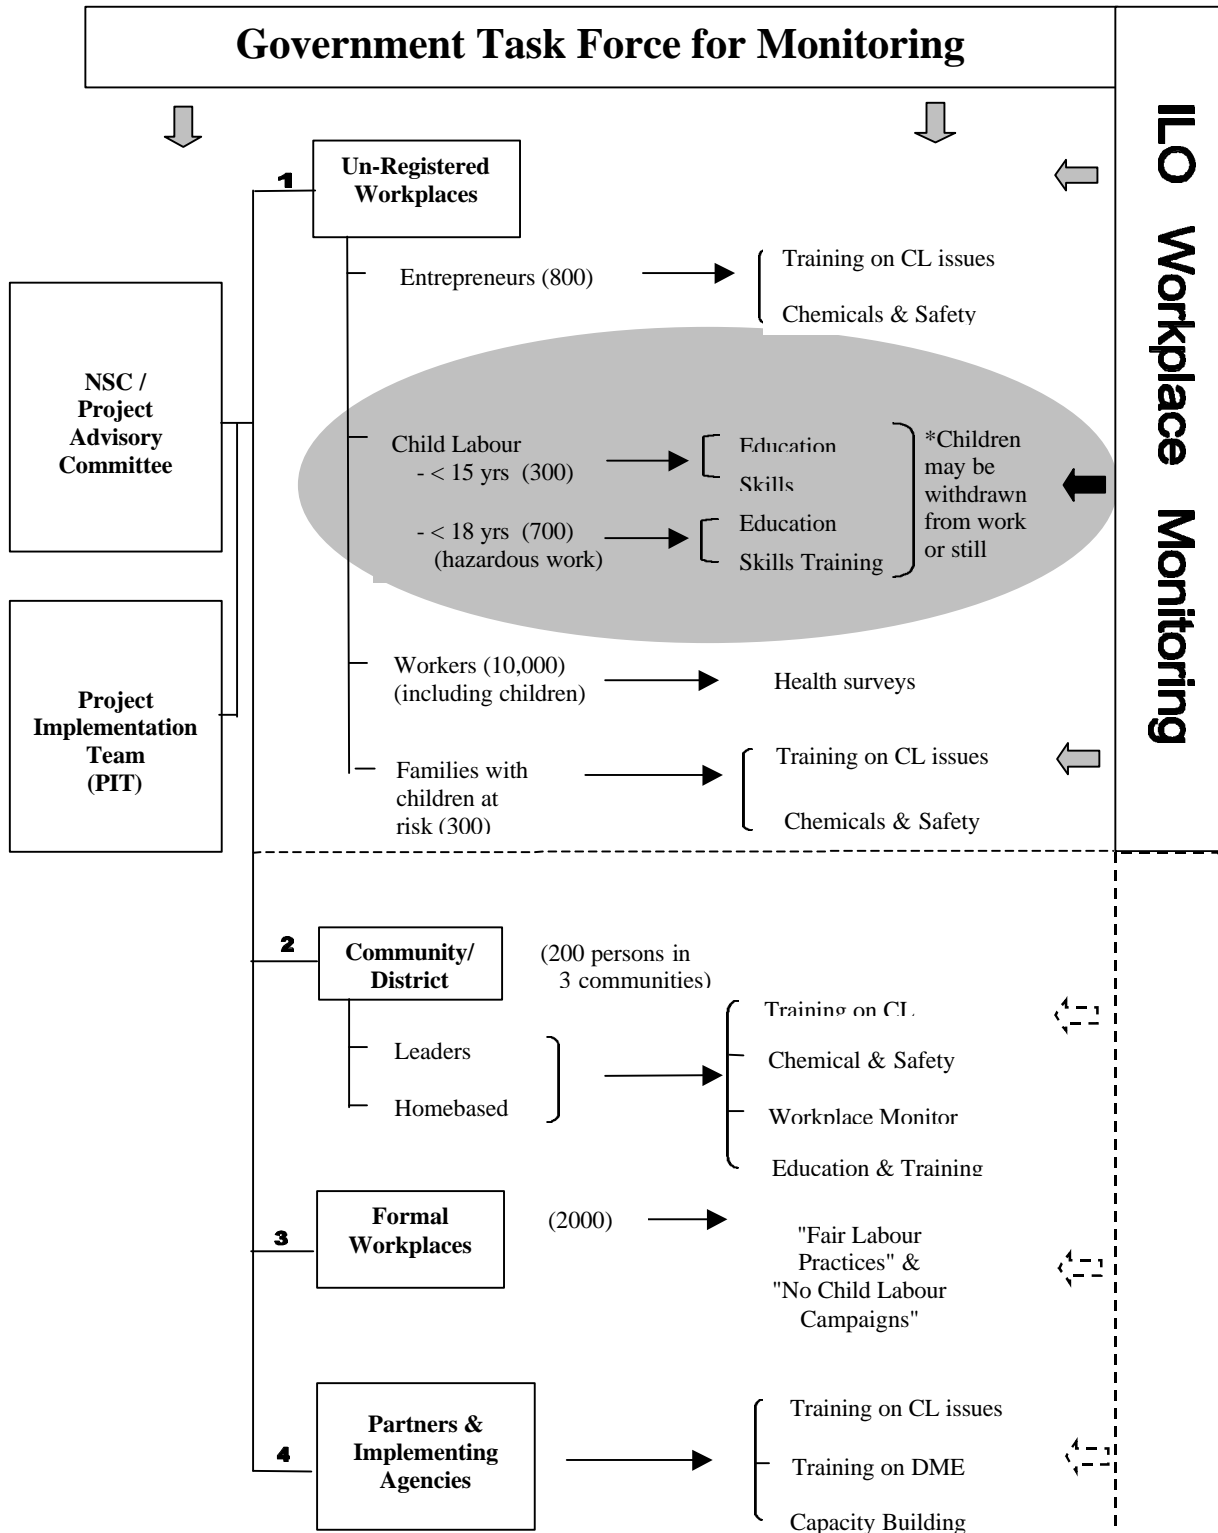 Government Task Force for Monitoring
ILO Workplace Monitoring
1
Un-Registered
Workplaces
Entrepreneurs (800)
Training on CL issues
Chemicals & Safety
NSC /
Project
Advisory
Committee
Child Labour
- < 15 yrs (300)
Education
Skills
- < 18 yrs (700)
(hazardous work)
Education
Skills Training
*Children
may be
withdrawn
from work
or still
Project
Implementation
Team
(PIT)
Workers (10,000)
(including children)
Health surveys
Families with
children at
risk (300)
Training on CL issues
Chemicals & Safety
2
Community/
District
(200 persons in
3 communities)
Leaders
Homebased
Training on CL
Chemical & Safety
Workplace Monitor
Education & Training
3
Formal
Workplaces
(2000)
"Fair Labour
Practices" &
"No Child Labour
Campaigns"
4
Partners &
Implementing
Agencies
Training on CL issues
Training on DME
Capacity Building